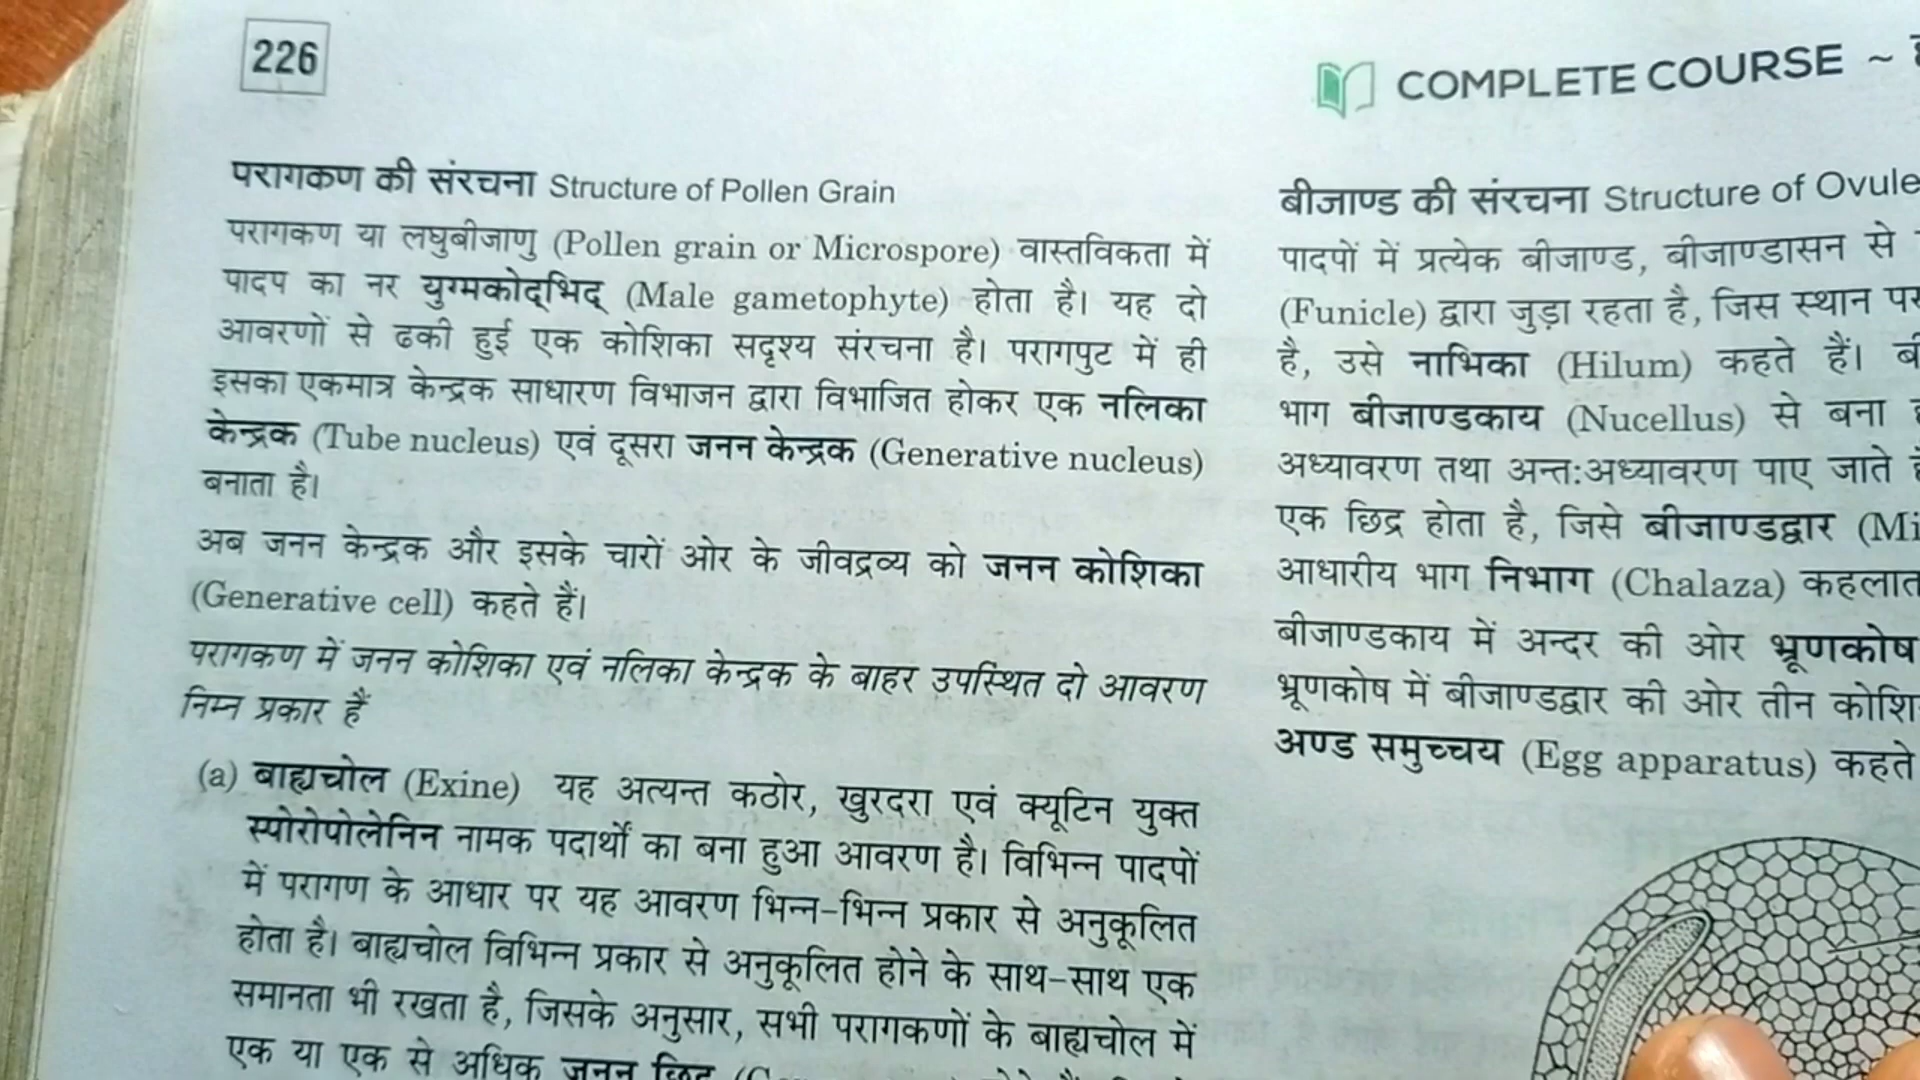 226
COMPLETE COURSE ~
परागकण की संरचना Structure of Pollen Grain
परागकण या लघुबीजाणु (Pollen grain or Microspore) वास्तविकता में
पादप का नर युग्मकोद्भिद् (Male gametophyte) होता है। यह दो
आवरणों से ढकी हुई एक कोशिका सदृश्य संरचना है। परागपुट में ही
इसका एकमात्र केन्द्रक साधारण विभाजन द्वारा विभाजित होकर एक नलिका
केन्द्रक (Tube nucleus) एवं दूसरा जनन केन्द्रक (Generative nucleus)
बनाता है।
अब जनन केन्द्रक और इसके चारों ओर के जीवद्रव्य को जनन कोशिका
(Generative cell) कहते हैं।
परागकण में जनन कोशिका एवं नलिका केन्द्रक के बाहर उपस्थित दो आवरण
निम्न प्रकार हैं
(a) बाह्यचोल (Exine) यह अत्यन्त कठोर, खुरदरा एवं क्यूटिन युक्त
स्पोरोपोलेनिन नामक पदार्थों का बना हुआ आवरण है। विभिन्न पादपों
में परागण के आधार पर यह आवरण भिन्न-भिन्न प्रकार से अनुकूलित
होता है। बाह्यचोल विभिन्न प्रकार से अनुकूलित होने के साथ-साथ एक
समानता भी रखता है, जिसके अनुसार, सभी परागकणों के बाह्यचोल में
एक या एक से अधिक जनन छिद्र
बीजाण्ड की संरचना Structure of Ovule
पादपों में प्रत्येक बीजाण्ड, बीजाण्डासन से
(Funicle) द्वारा जुड़ा रहता है, जिस स्थान पर
है, उसे नाभिका (Hilum) कहते हैं।
भाग बीजाण्डकाय (Nucellus) से बना
अध्यावरण तथा अन्त:अध्यावरण पाए जाते
एक छिद्र होता है, जिसे बीजाण्डद्वार
आधारीय भाग निभाग (Chalaza)
बीजाण्डकाय में अन्दर की ओर भ्रूणकोष
भ्रूणकोष में बीजाण्डद्वार की ओर तीन
अण्ड समुच्चय (Egg apparatus) कहते